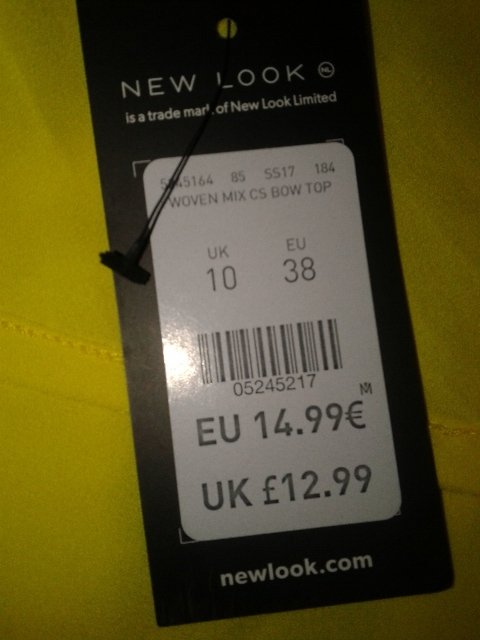 NEW LOOK NL
is a trade mark of New Look Limited
85 SS17 184
WOVEN MIX CS BOW TOP
UK EU
10 38
05245217
EU 14.99€
UK £12.99
newlook.com